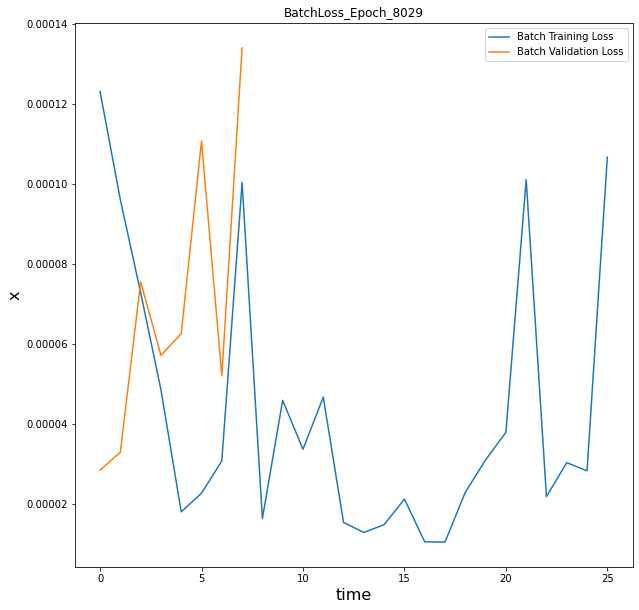 BatchLoss_Epoch_8029
Batch Training Loss
Batch Validation Loss
0.00014
0.00012
0.00010
0.00008
0.00006
0.00004
0.00002
x
0 5 10 15 20 25
time